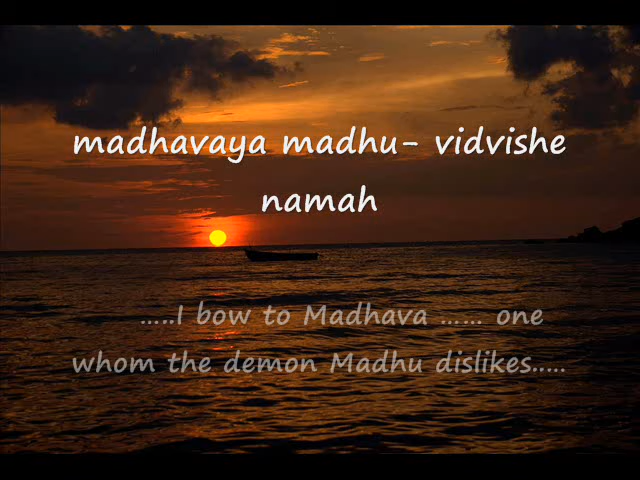 madhavaya madhu- vidvishe
namah
.....I bow to Madhava ...... one
whom the demon Madhu dislikes.....